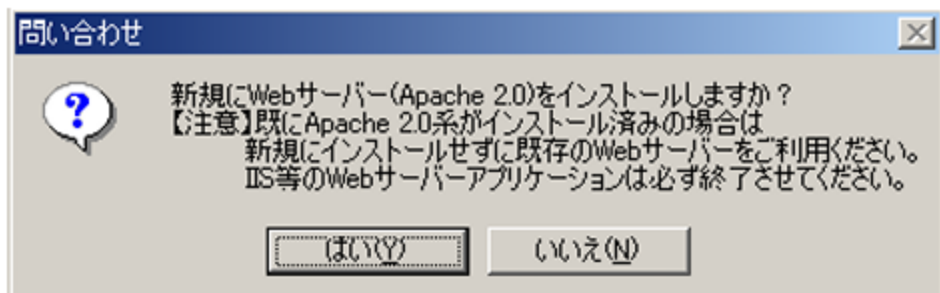 問い合わせ
新規にWebサーバー(Apache 2.0)をインストールしますか？
【注意】既にApache 2.0系がインストール済みの場合は
新規にインストールせずに既存のWebサーバーをご利用ください。
IIS等のWebサーバーアプリケーションは必ず終了させてください。
はい(Y) いいえ(N)